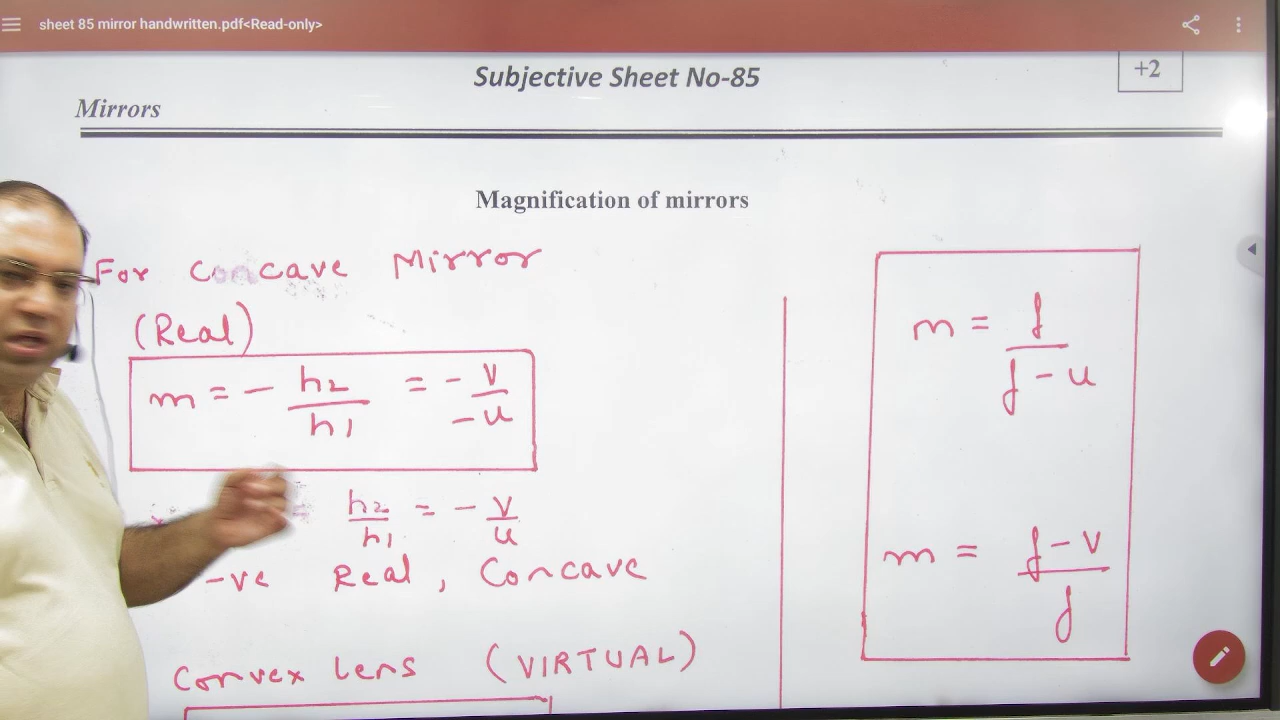 sheet 85 mirror handwritten.pdf<Read-only>
Subjective Sheet No-85
+2
Mirrors
Magnification of mirrors
For Concave Mirror
(Real)
m = - h2/h1 = - v/-u
h2/h1 = - v/u
-ve Real, Concave
Convex Lens (VIRTUAL)
m = f/f-u
m = f-v/f